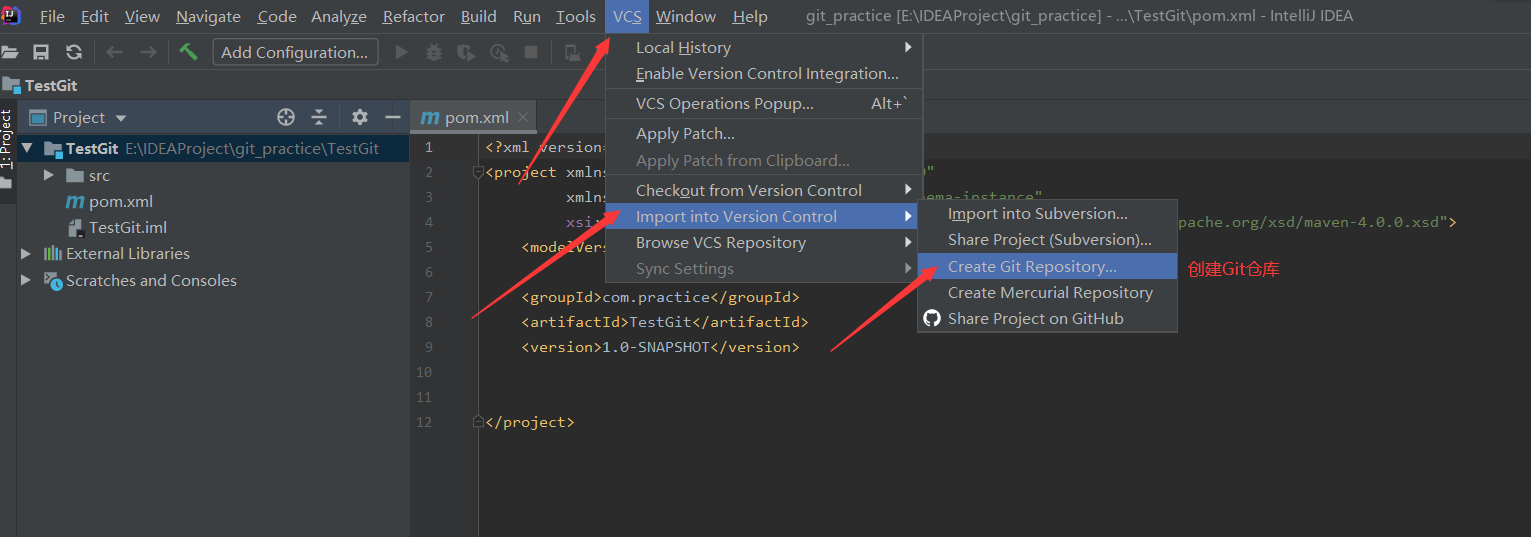 File Edit View Navigate Code Analyze Refactor Build Run Tools VCS Window Help git_practice [E:\IDEAProject\git_practice] - ...\TestGit\pom.xml - IntelliJ IDEA
Add Configuration...
TestGit
1: Project
Project
pom.xml
TestGit E:\IDEAProject\git_practice\TestGit
src
pom.xml
TestGit.iml
External Libraries
Scratches and Consoles
Local History
Enable Version Control Integration...
VCS Operations Popup... Alt+`
Apply Patch...
Apply Patch from Clipboard...
Checkout from Version Control
Import into Version Control
Browse VCS Repository
Sync Settings
Import into Subversion...
Share Project (Subversion)...
Create Git Repository...
创建Git仓库
Create Mercurial Repository
Share Project on GitHub
1 <?xml version=
2 <project xmlns
3 xmlns ema-instance"
4 xsi: pache.org/xsd/maven-4.0.0.xsd">
5 <modelVers
6
7 <groupId>com.practice</groupId>
8 <artifactId>TestGit</artifactId>
9 <version>1.0-SNAPSHOT</version>
10
11
12 </project>